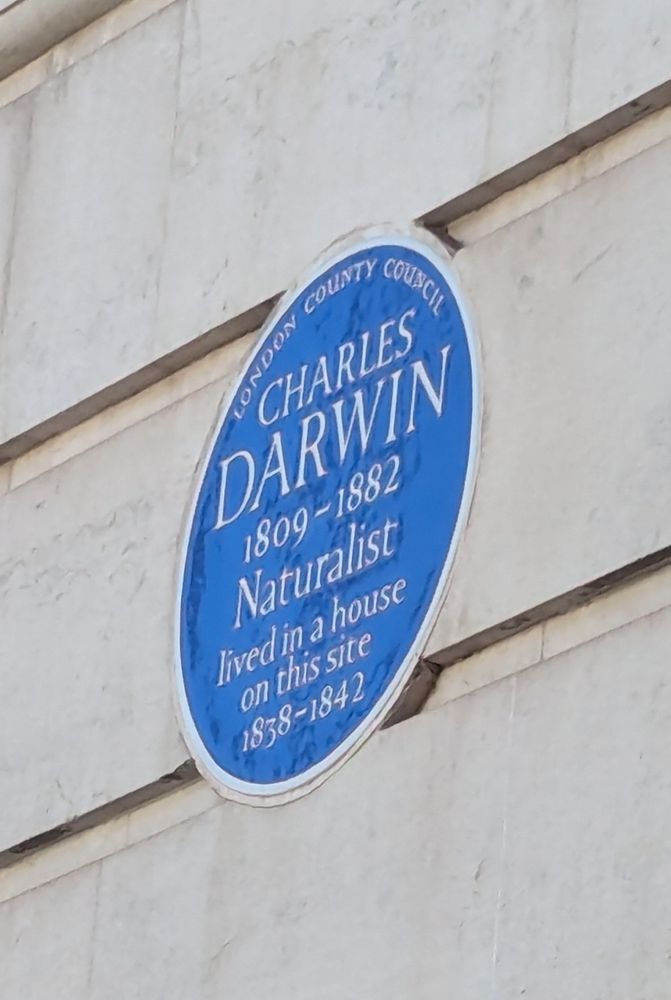 LONDON COUNTY COUNCIL
CHARLES
DARWIN
1809–1882
Naturalist
lived in a house
on this site
1838–1842